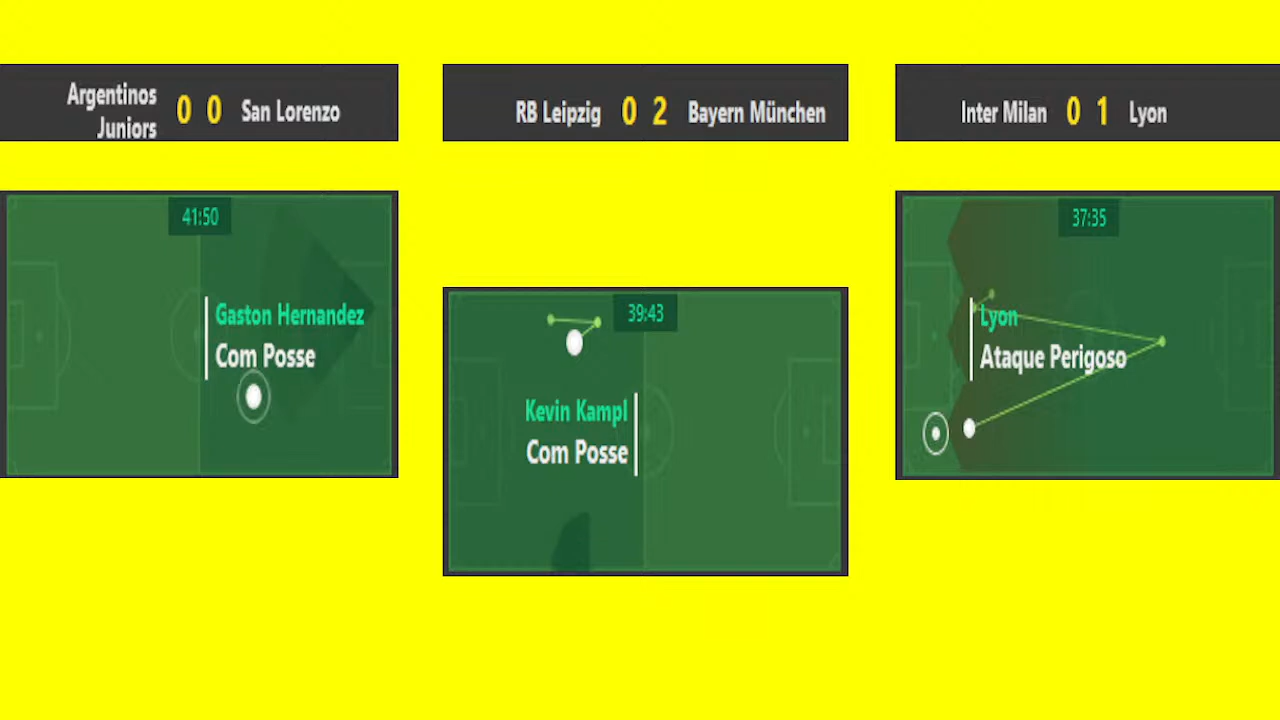 Argentinos
Juniors
0 0
San Lorenzo
RB Leipzig 0 2 Bayern München
Inter Milan 0 1 Lyon
41:50
Gaston Hernandez
Com Posse
39:43
Kevin Kampl
Com Posse
37:35
Lyon
Ataque Perigoso